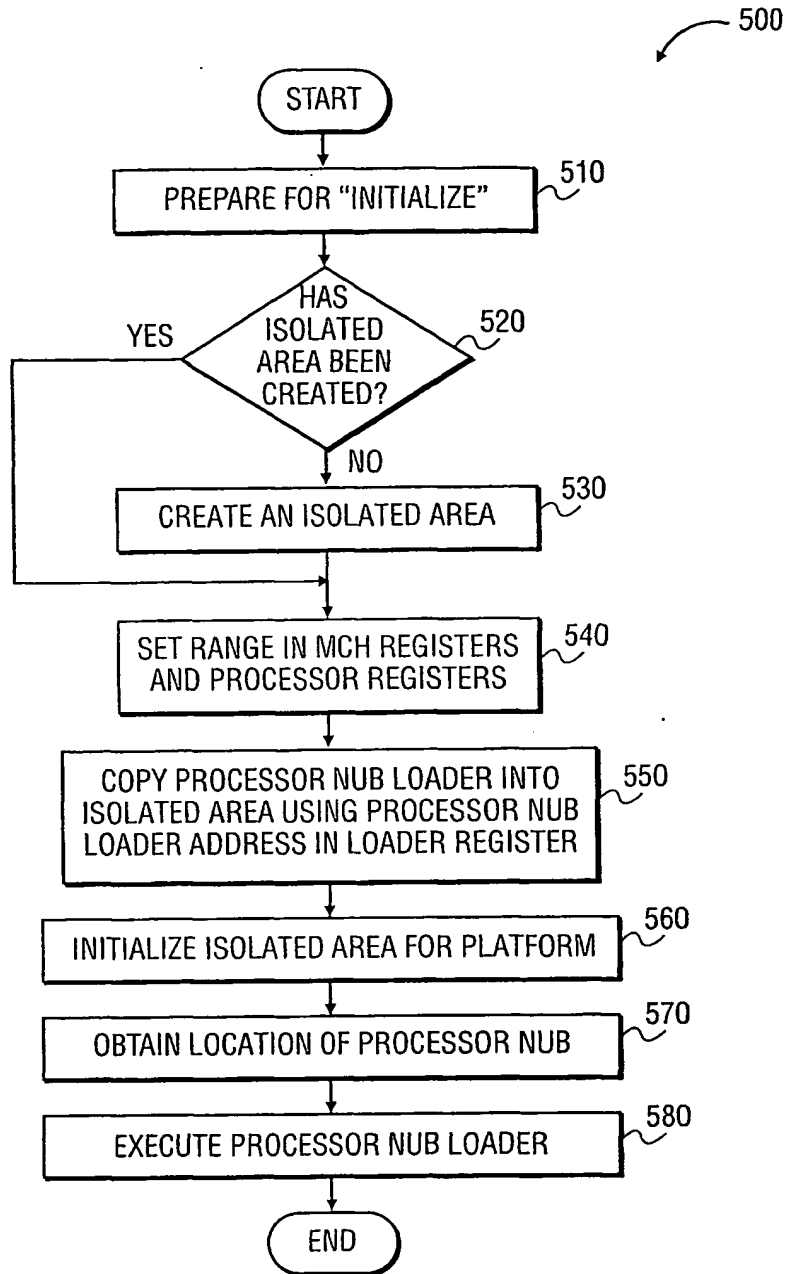 500
START
PREPARE FOR “INITIALIZE”
510
HAS
ISOLATED
AREA BEEN
CREATED?
520
YES
NO
CREATE AN ISOLATED AREA
530
SET RANGE IN MCH REGISTERS
AND PROCESSOR REGISTERS
540
COPY PROCESSOR NUB LOADER INTO
ISOLATED AREA USING PROCESSOR NUB
LOADER ADDRESS IN LOADER REGISTER
550
INITIALIZE ISOLATED AREA FOR PLATFORM
560
OBTAIN LOCATION OF PROCESSOR NUB
570
EXECUTE PROCESSOR NUB LOADER
580
END